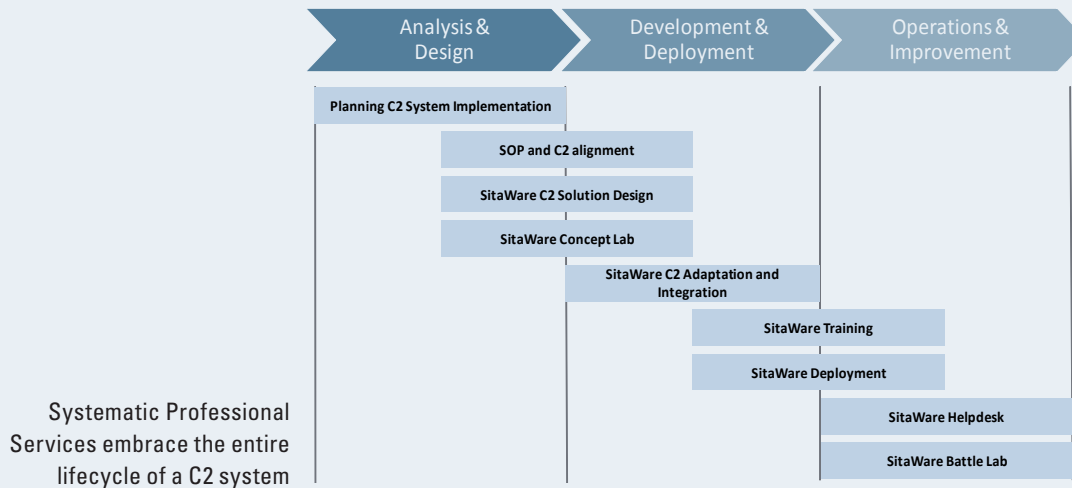 Analysis &
Design
Development &
Deployment
Operations &
Improvement
Planning C2 System Implementation
SOP and C2 alignment
SitaWare C2 Solution Design
SitaWare Concept Lab
SitaWare C2 Adaptation and
Integration
SitaWare Training
SitaWare Deployment
SitaWare Helpdesk
SitaWare Battle Lab
Systematic Professional
Services embrace the entire
lifecycle of a C2 system